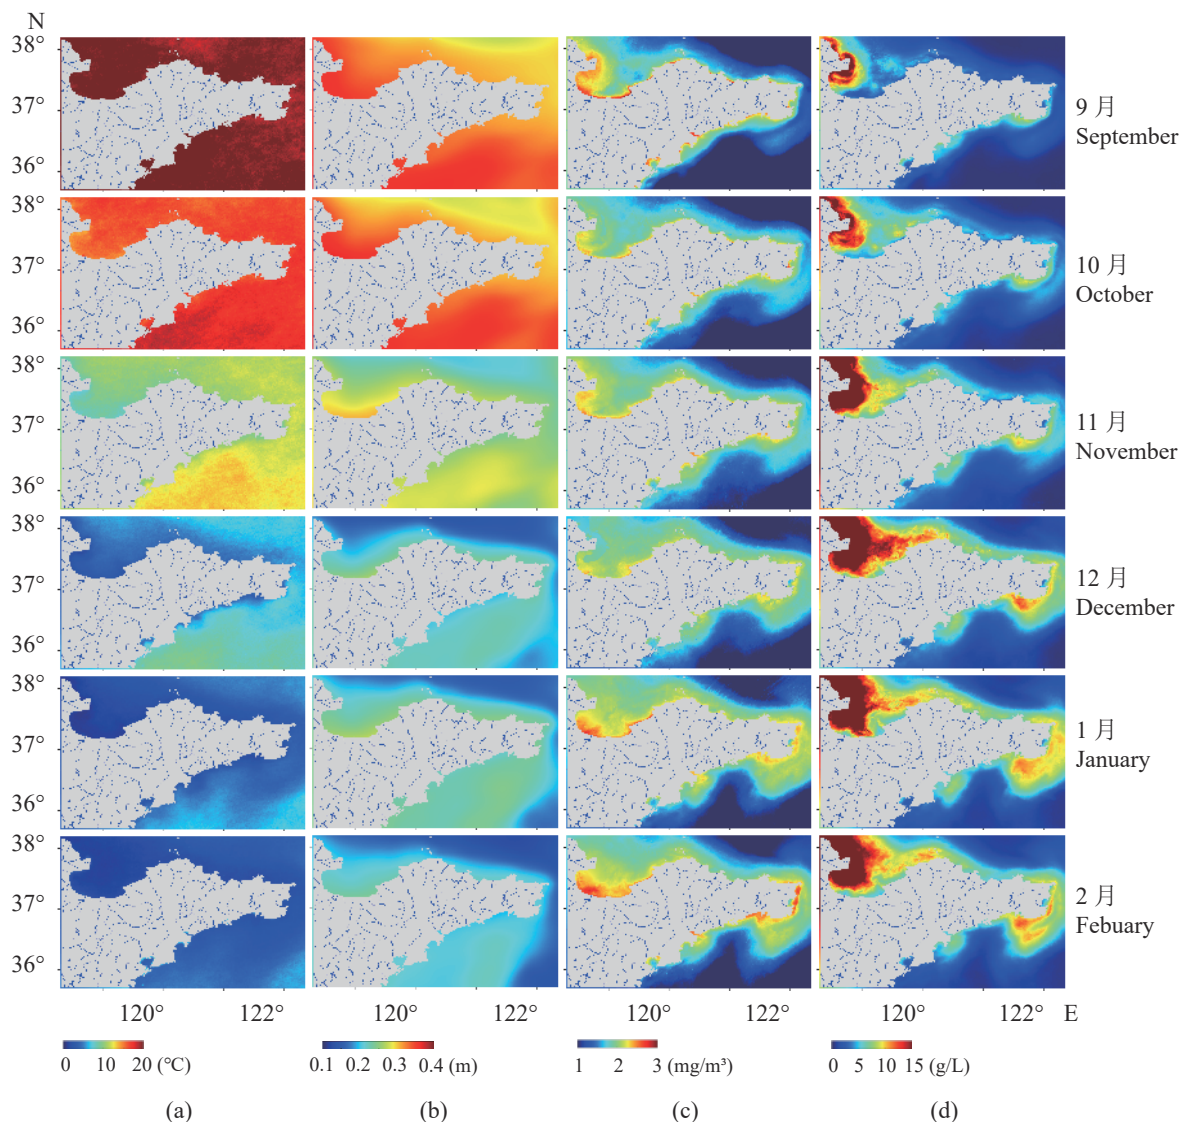 N
38°
37°
36°
9 月
September
38°
37°
36°
10 月
October
38°
37°
36°
11 月
November
38°
37°
36°
12 月
December
38°
37°
36°
1 月
January
38°
37°
36°
2 月
Febuary
120° 122° 120° 122° 120° 122° 120° 122° E
0 10 20 (°C) 0.1 0.2 0.3 0.4 (m) 1 2 3 (mg/m³) 0 5 10 15 (g/L)
(a) (b) (c) (d)